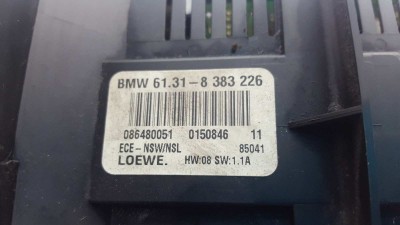 BMW 61.31-8 383 226
086480051 0150846 11
ECE-NSW/NSL 85041
LOEWE. HW:08 SW:1.1A